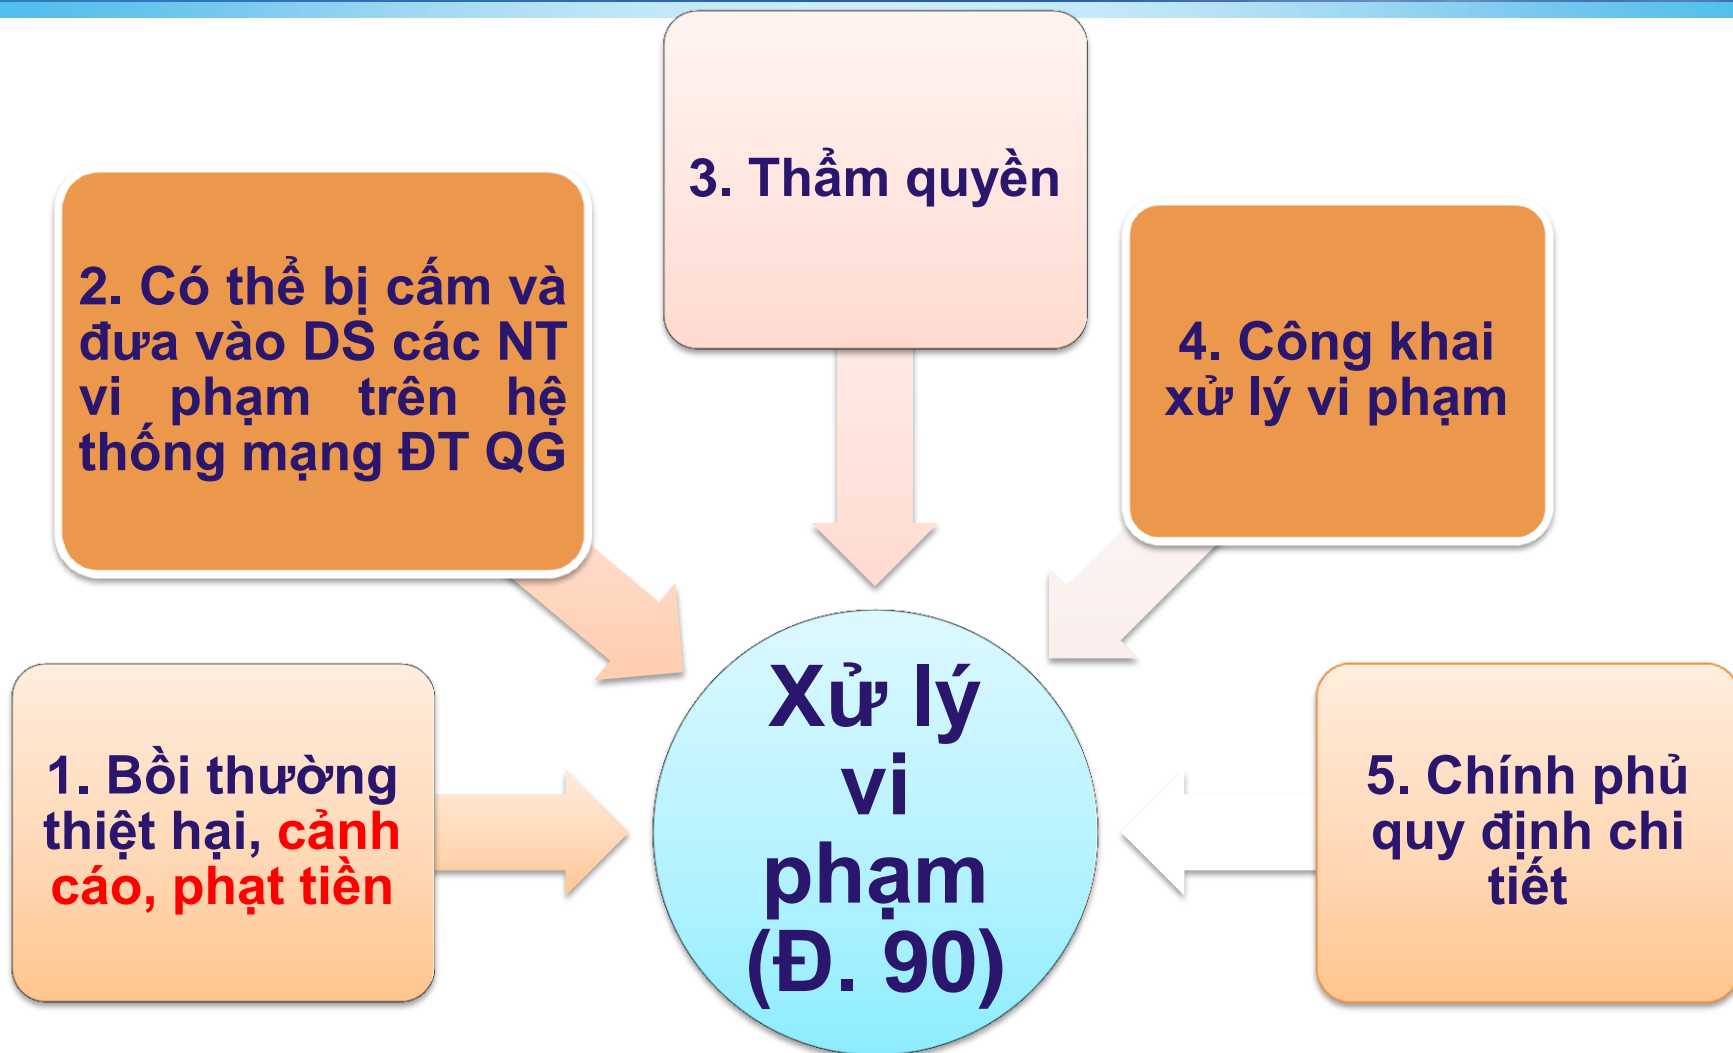 1. Bồi thường
thiệt hại, cảnh
cáo, phạt tiền
2. Có thể bị cấm và
đưa vào DS các NT
vi phạm trên hệ
thống mạng ĐT QG
3. Thẩm quyền
4. Công khai
xử lý vi phạm
5. Chính phủ
quy định chi
tiết
Xử lý
vi
phạm
(Đ. 90)